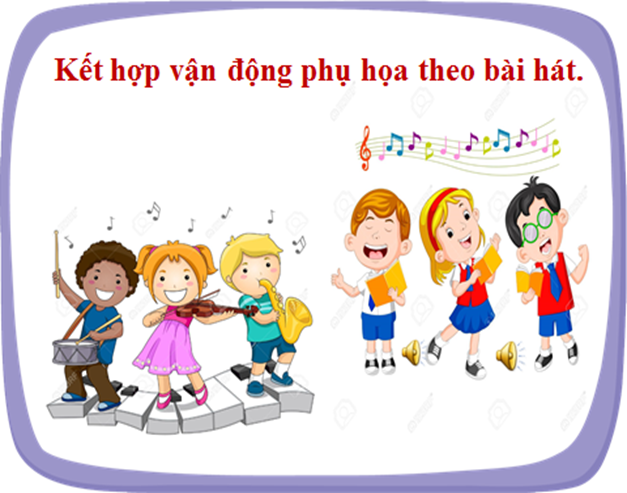 Kết hợp vận động phụ họa theo bài hát.